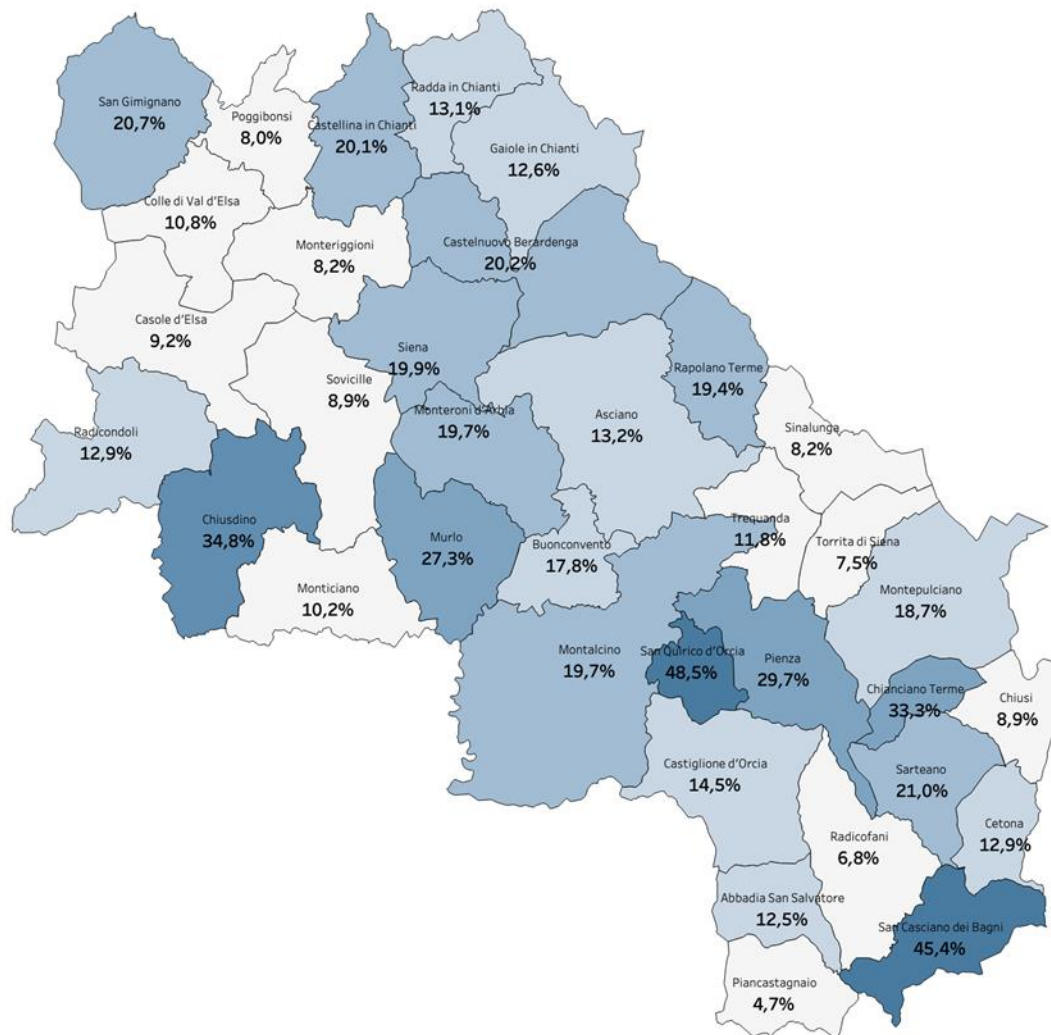 San Gimignano
20,7%
Poggibonsi
8,0%
Castellina in Chianti
20,1%
Radda in Chianti
13,1%
Gaiole in Chianti
12,6%
Colle di Val d'Elsa
10,8%
Monteriggioni
8,2%
Castelnuovo Berardenga
20,2%
Casole d'Elsa
9,2%
Siena
19,9%
Sovicille
8,9%
Rapolano Terme
19,4%
Monteroni d'Arbia
19,7%
Asciano
13,2%
Radicondoli
12,9%
Sinalunga
8,2%
Chiusdino
34,8%
Murlo
27,3%
Buonconvento
17,8%
Trequanda
11,8%
Torrita di Siena
7,5%
Monticiano
10,2%
Montepulciano
18,7%
Montalcino
19,7%
San Quirico d'Orcia
48,5%
Pienza
29,7%
Chianciano Terme
33,3%
Chiusi
8,9%
Castiglione d'Orcia
14,5%
Sarteano
21,0%
Cetona
12,9%
Radicofani
6,8%
Abbadia San Salvatore
12,5%
San Casciano dei Bagni
45,4%
Piancastagnaio
4,7%